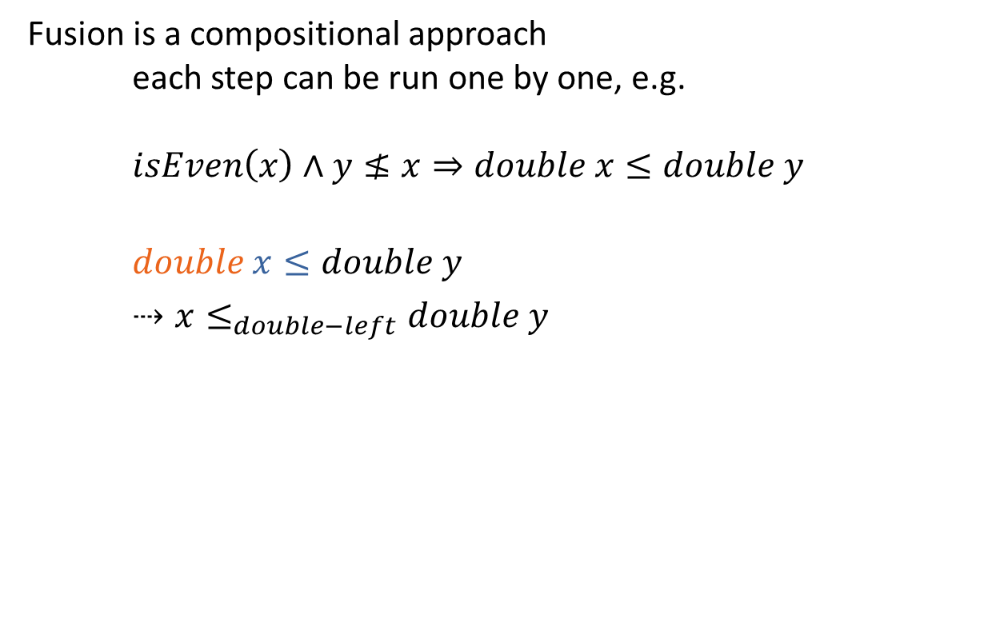 Fusion is a compositional approach
each step can be run one by one, e.g.
isEven(x) ∧ y ≰ x ⇒ double x ≤ double y
double x ≤ double y
⇢ x ≤double−left double y